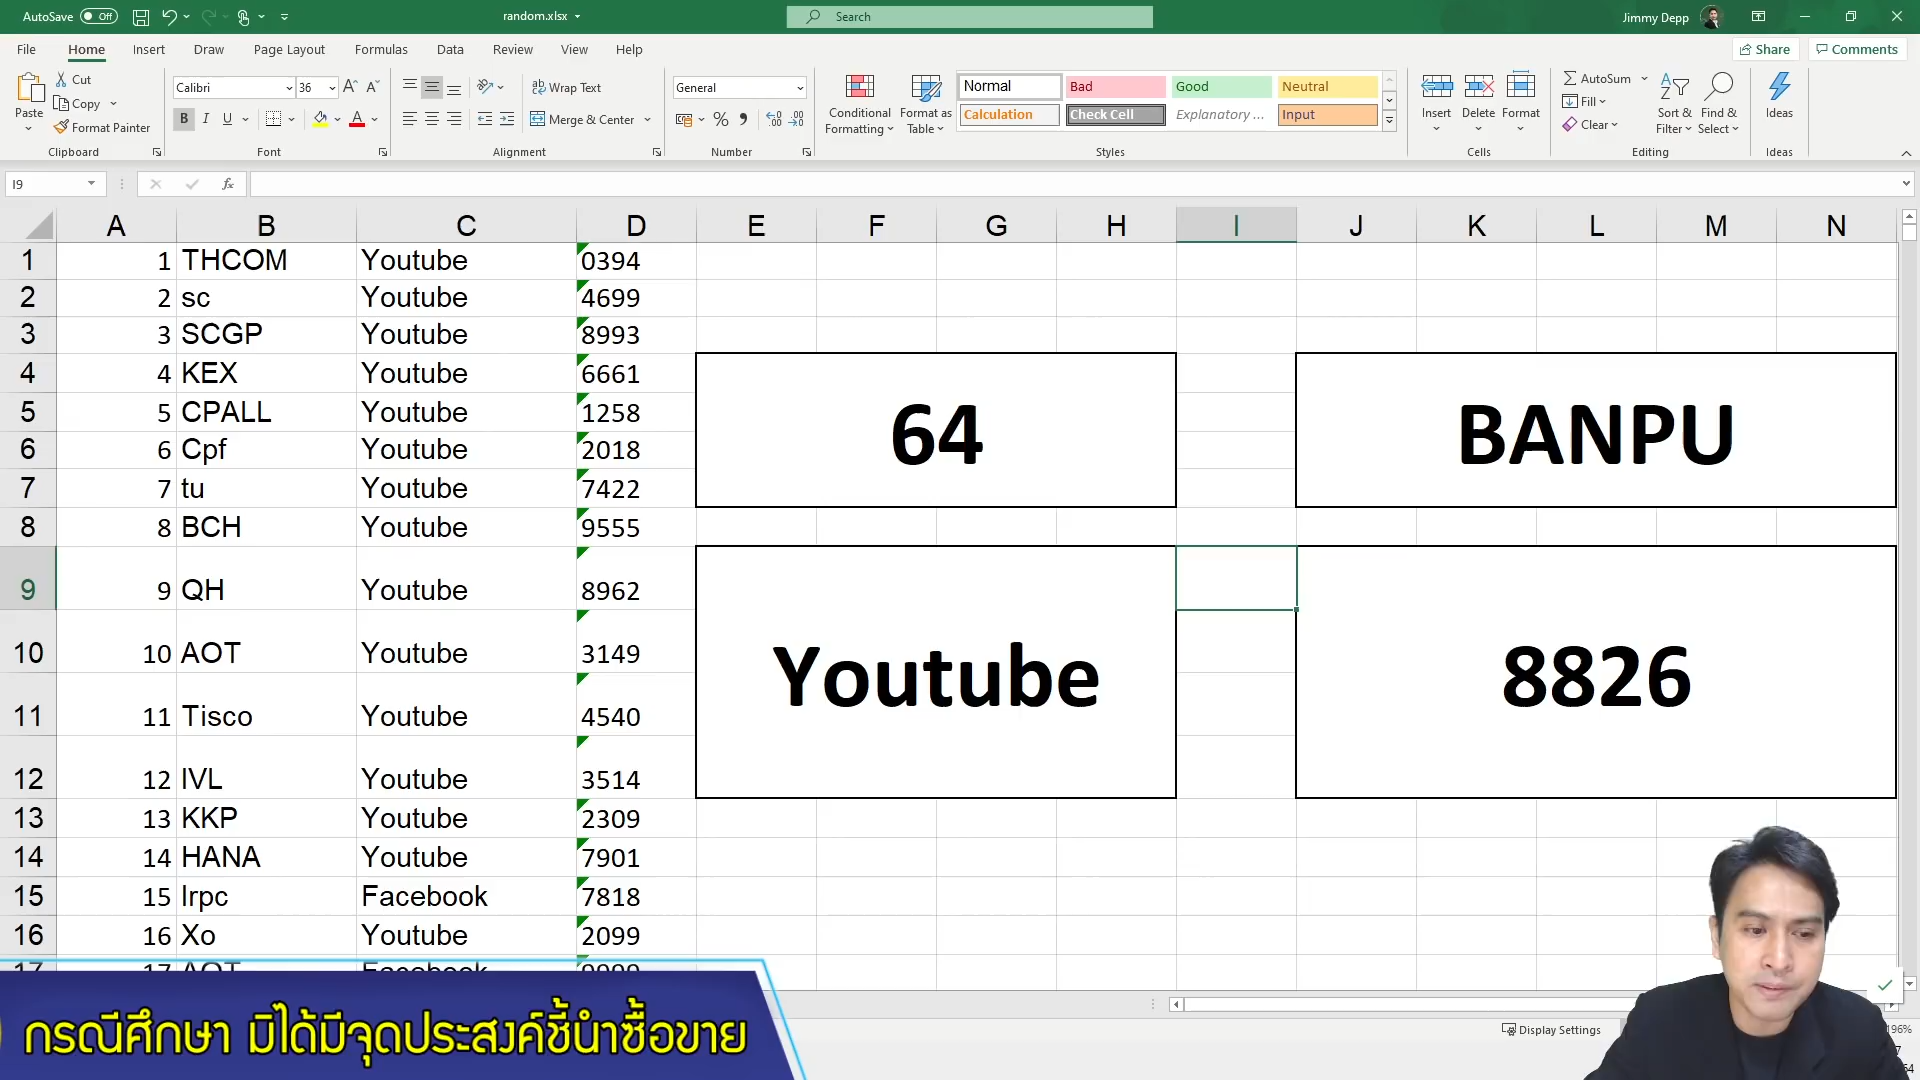 AutoSave Off random.xlsx Search Jimmy Depp
File Home Insert Draw Page Layout Formulas Data Review View Help Share Comments
Paste Cut Copy Format Painter
Calibri 36
B I U A
Wrap Text
Merge & Center
General
Conditional Formatting
Format as Table
Normal Bad Good Neutral
Calculation Check Cell Explanatory ... Input
Insert Delete Format
AutoSum
Fill
Clear
Sort & Filter
Find & Select
Ideas
Clipboard Font Alignment Number Styles Cells Editing Ideas
I9 fx
A B C D E F G H I J K L M N
1 1 THCOM Youtube 0394
2 2 sc Youtube 4699
3 3 SCGP Youtube 8993
4 4 KEX Youtube 6661
5 5 CPALL Youtube 1258
6 6 Cpf Youtube 2018
7 7 tu Youtube 7422
8 8 BCH Youtube 9555
9 9 QH Youtube 8962
10 10 AOT Youtube 3149
11 11 Tisco Youtube 4540
12 12 IVL Youtube 3514
13 13 KKP Youtube 2309
14 14 HANA Youtube 7901
15 15 Irpc Facebook 7818
16 16 Xo Youtube 2099
17 17 AOT Facebook
64
BANPU
Youtube
8826
กรณีศึกษา มิได้มีจุดประสงค์ชี้นำซื้อขาย
Display Settings
196%